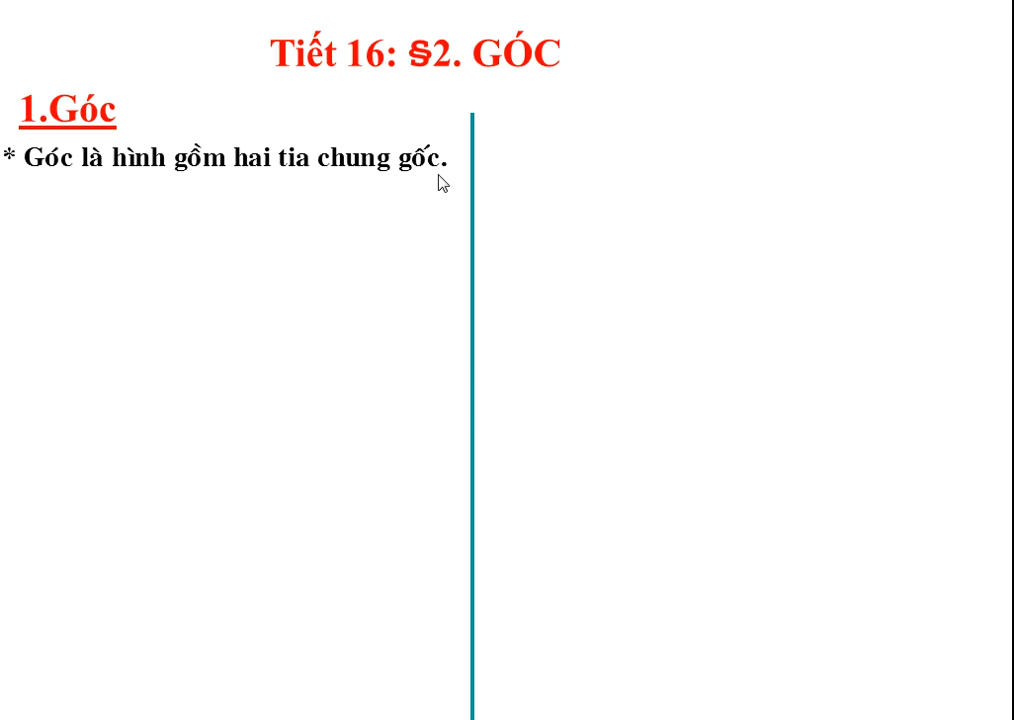 Tiết 16: §2. GÓC
1.Góc
* Góc là hình gồm hai tia chung gốc.